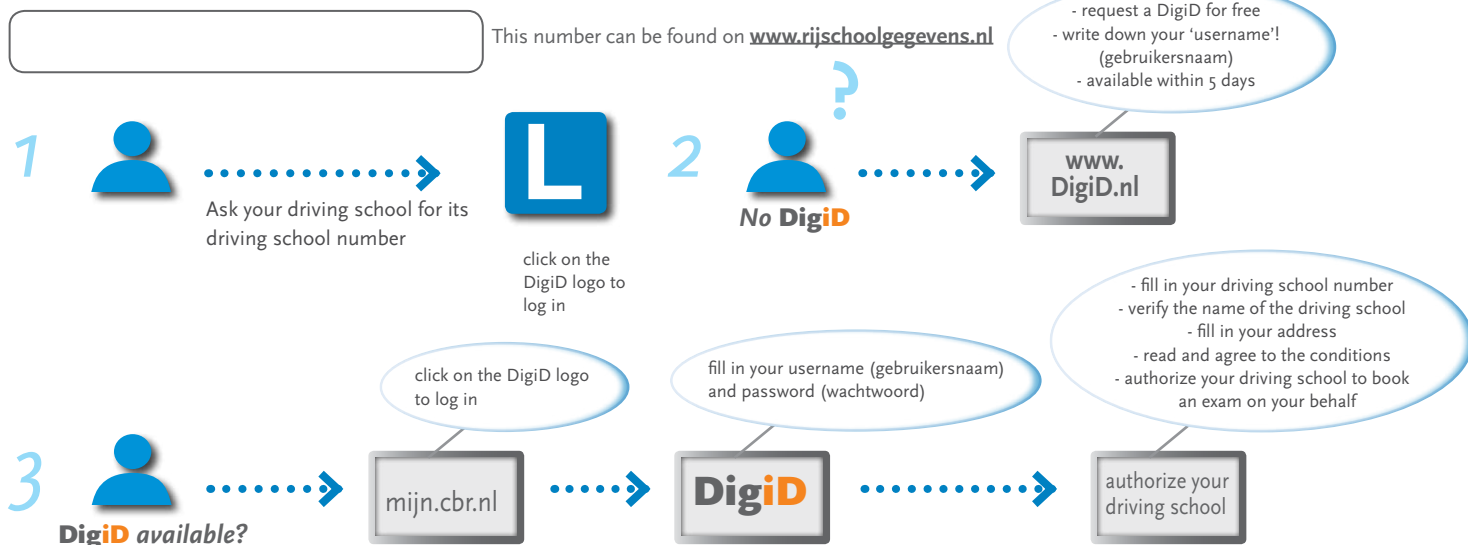 This number can be found on www.rijschoolgegevens.nl
- request a DigiD for free
- write down your ‘username’!
(gebruikersnaam)
- available within 5 days
1
Ask your driving school for its
driving school number
L
click on the
DigiD logo to
log in
2
?
No DigiD
www.
DigiD.nl
3
DigiD available?
click on the DigiD logo
to log in
mijn.cbr.nl
fill in your username (gebruikersnaam)
and password (wachtwoord)
DigiD
- fill in your driving school number
- verify the name of the driving school
- fill in your address
- read and agree to the conditions
- authorize your driving school to book
an exam on your behalf
authorize your
driving school